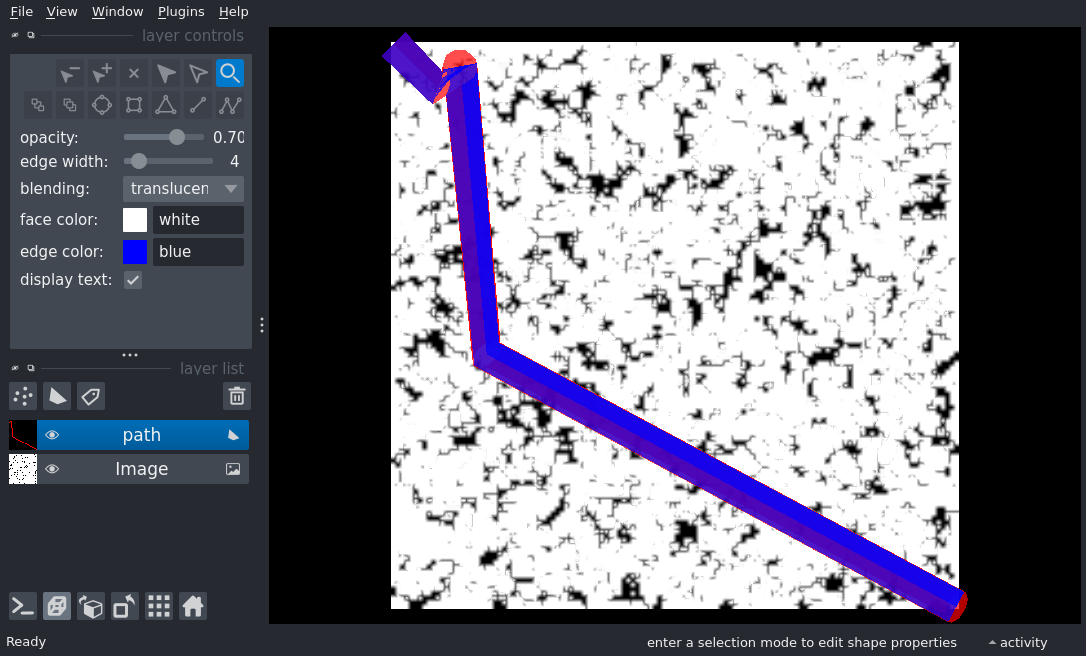 File View Window Plugins Help
layer controls
opacity: 0.70
edge width: 4
blending: translucen
face color: white
edge color: blue
display text:
layer list
path
Image
Ready
enter a selection mode to edit shape properties
activity